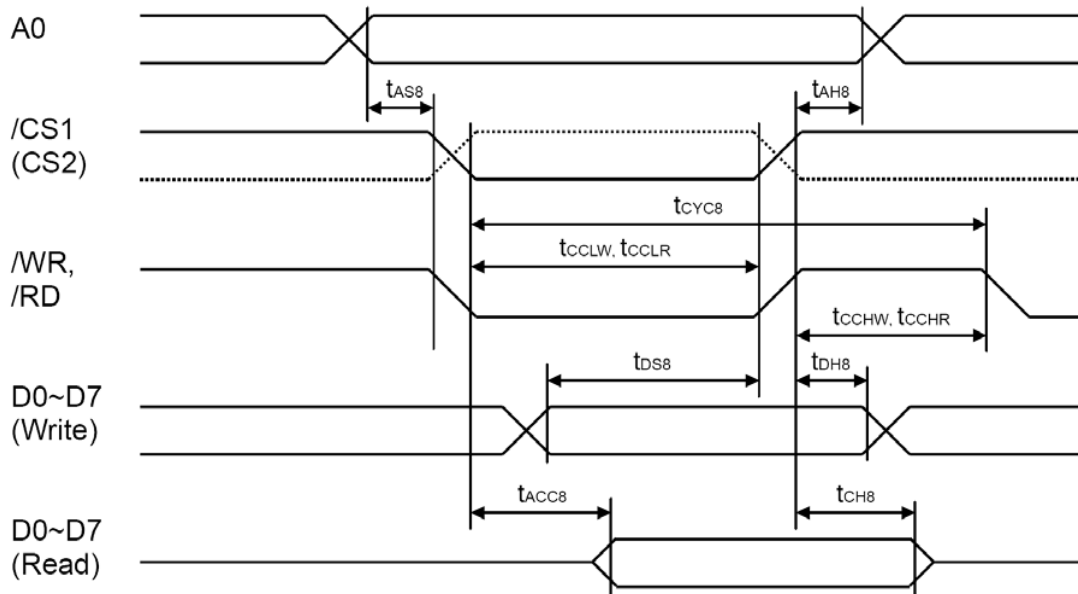 A0
tAS8
tAH8
/CS1
(CS2)
tCYC8
tCCLW, tCCLR
/WR,
/RD
tCCHW, tCCHR
tDS8
tDH8
D0~D7
(Write)
tACC8
tCH8
D0~D7
(Read)